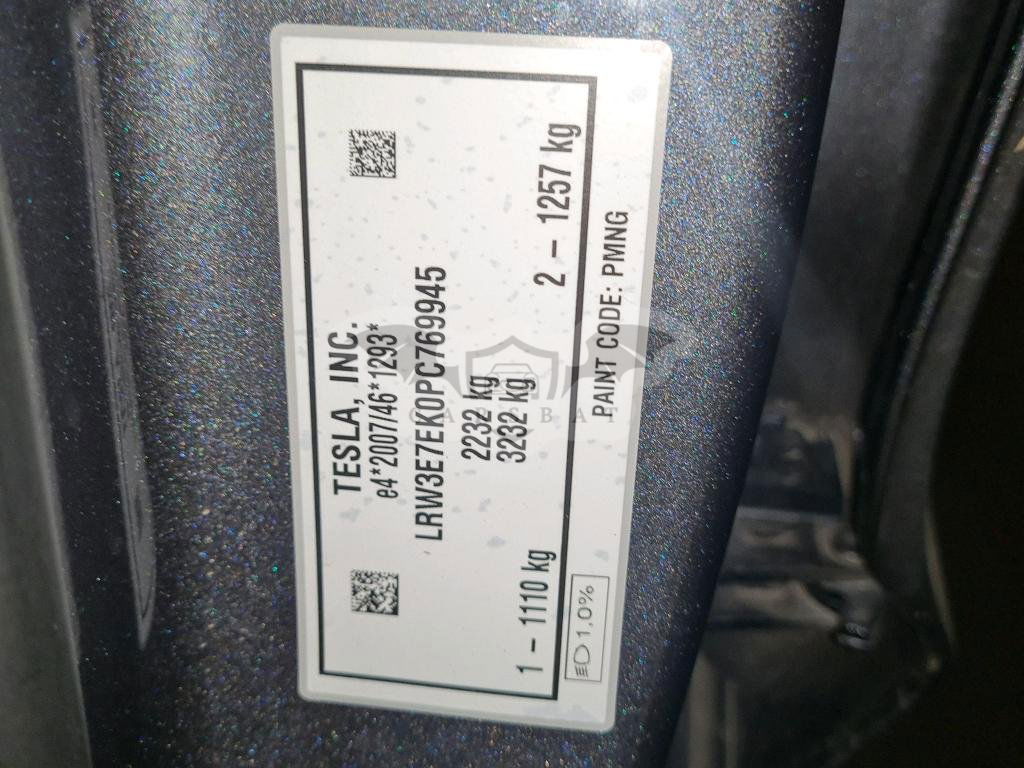 TESLA, INC.
e4*2007/46*1293*
LRW3E7EK0PC769945
2232 kg
3232 kg
1 – 1110 kg
2 – 1257 kg
1.0%
PAINT CODE: PMNG
CARSBAT